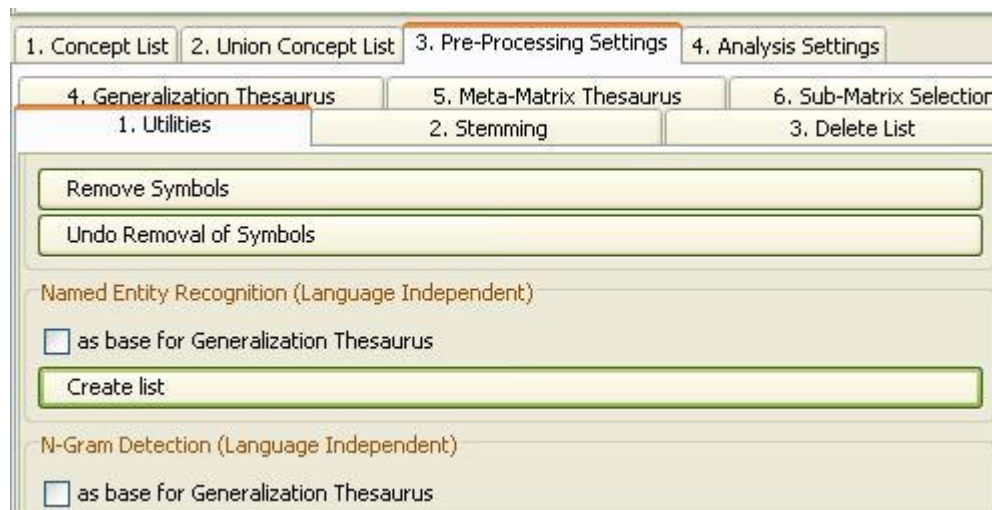 1. Concept List 2. Union Concept List 3. Pre-Processing Settings 4. Analysis Settings
4. Generalization Thesaurus 5. Meta-Matrix Thesaurus 6. Sub-Matrix Selection
1. Utilities 2. Stemming 3. Delete List
Remove Symbols
Undo Removal of Symbols
Named Entity Recognition (Language Independent)
as base for Generalization Thesaurus
Create list
N-Gram Detection (Language Independent)
as base for Generalization Thesaurus